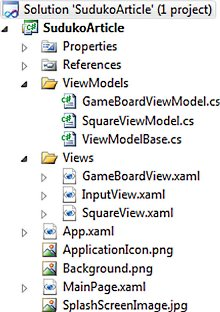 Solution 'SudukoArticle' (1 project)
SudukoArticle
Properties
References
ViewModels
GameBoardViewModel.cs
SquareViewModel.cs
ViewModelBase.cs
Views
GameBoardView.xaml
InputView.xaml
SquareView.xaml
App.xaml
ApplicationIcon.png
Background.png
MainPage.xaml
SplashScreenImage.jpg